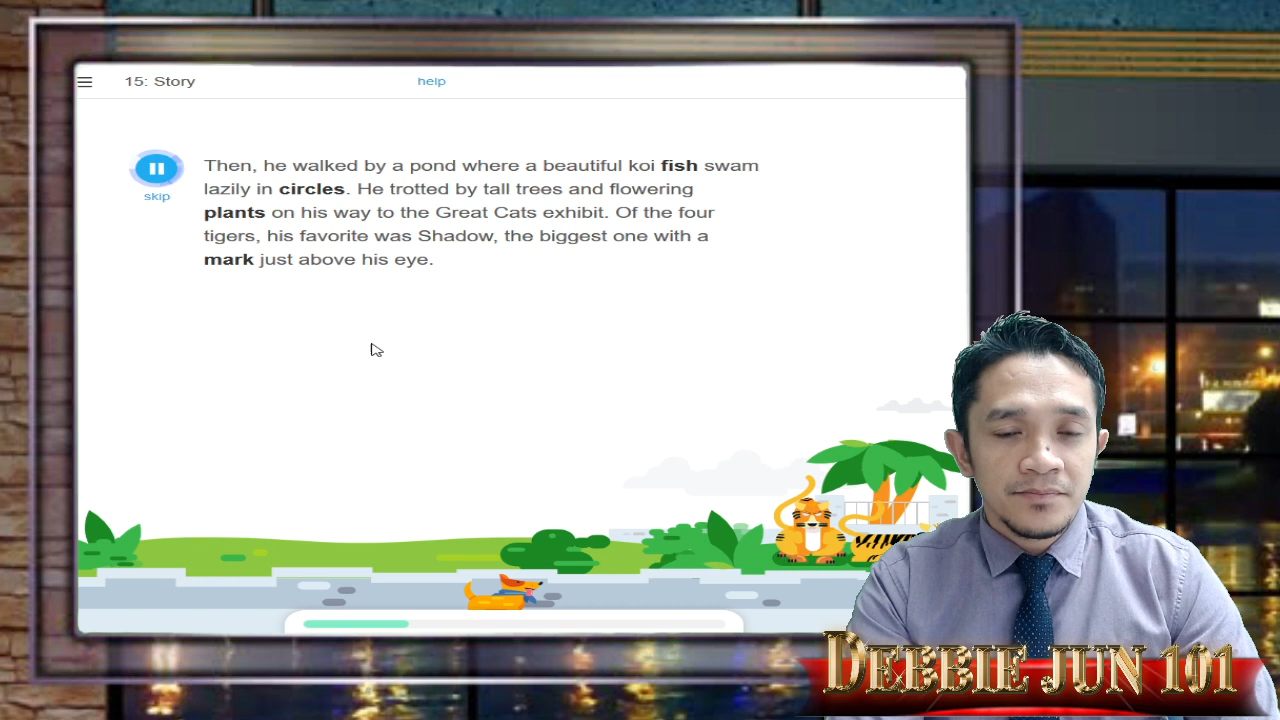 15: Story
help
skip
Then, he walked by a pond where a beautiful koi fish swam
lazily in circles. He trotted by tall trees and flowering
plants on his way to the Great Cats exhibit. Of the four
tigers, his favorite was Shadow, the biggest one with a
mark just above his eye.
DEBBIE JUN 101